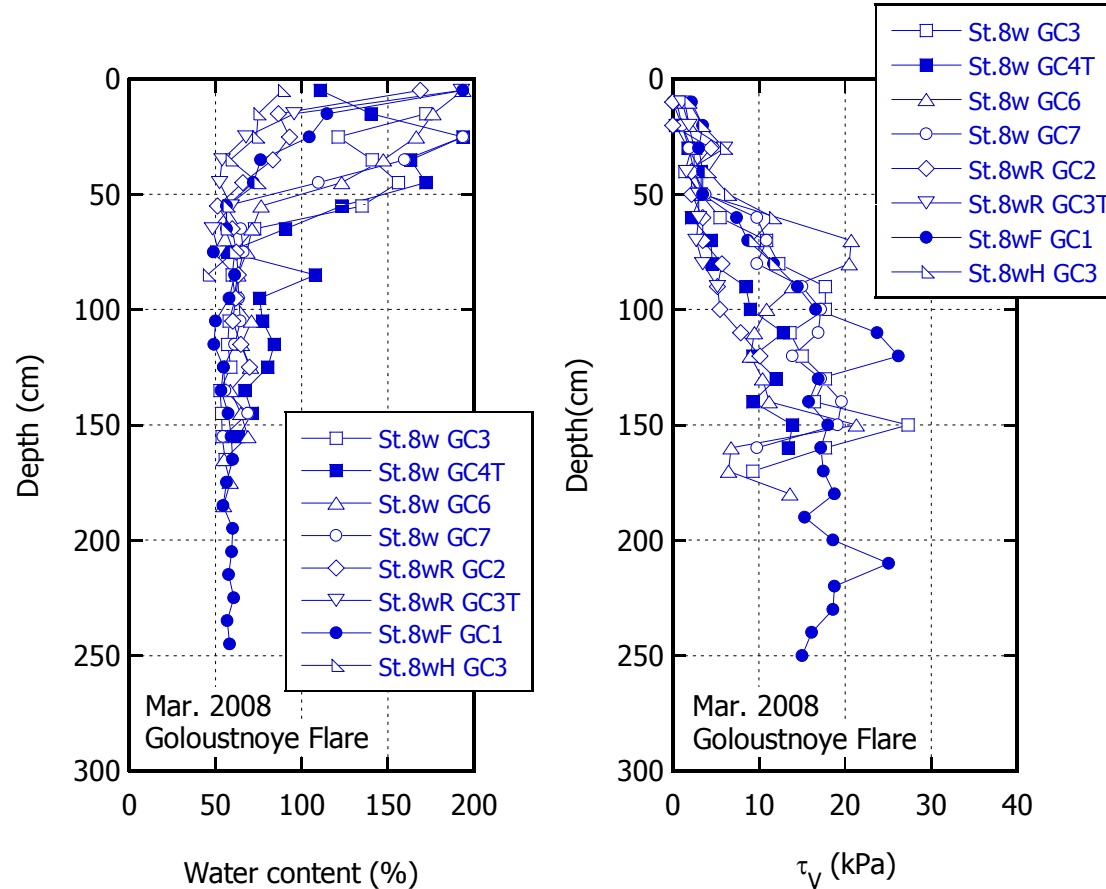 0
50
100
150
200
250
300
Depth (cm)
0
50
100
150
200
Water content (%)
St.8w GC3
St.8w GC4T
St.8w GC6
St.8w GC7
St.8wR GC2
St.8wR GC3T
St.8wF GC1
St.8wH GC3
Mar. 2008
Goloustnoye Flare
St.8w GC3
St.8w GC4T
St.8w GC6
St.8w GC7
St.8wR GC2
St.8wR GC3T
St.8wF GC1
St.8wH GC3
0
50
100
150
200
250
300
Depth(cm)
0
10
20
30
40
τV (kPa)
Mar. 2008
Goloustnoye Flare